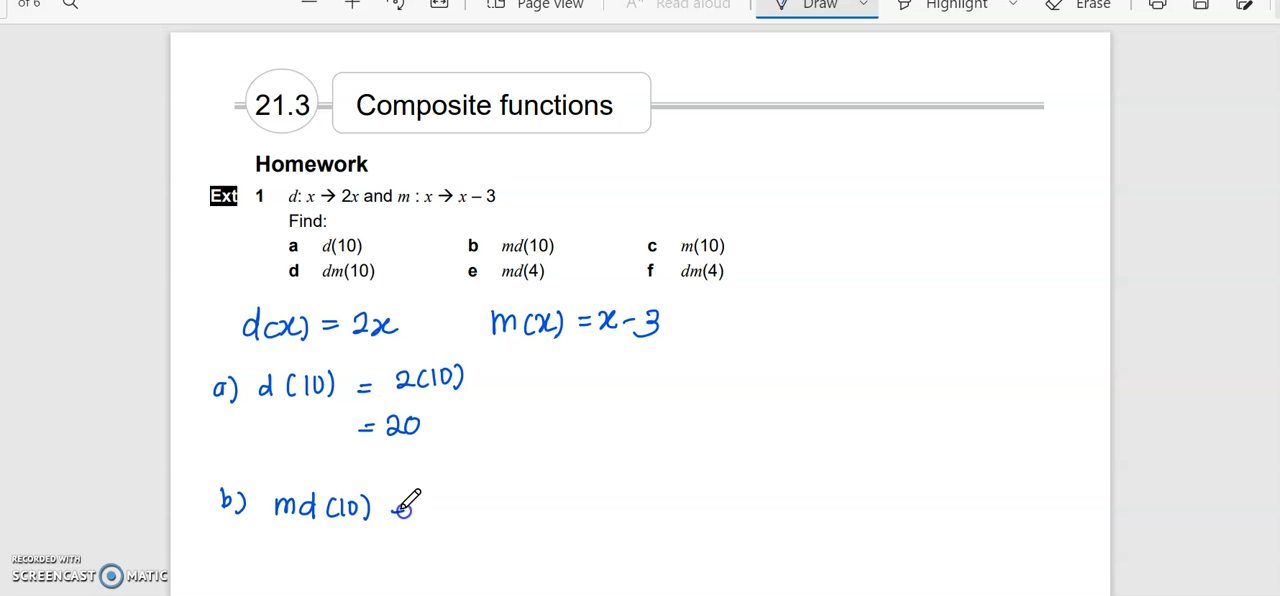 of 6 Page view Read aloud Draw Highlight Erase
21.3 Composite functions
Homework
Ext 1 d: x → 2x and m : x → x – 3
Find:
a d(10) b md(10) c m(10)
d dm(10) e md(4) f dm(4)
d(x) = 2x m(x) = x-3
a) d(10) = 2(10)
= 20
b) md(10)
RECORDED WITH
SCREENCAST MATIC